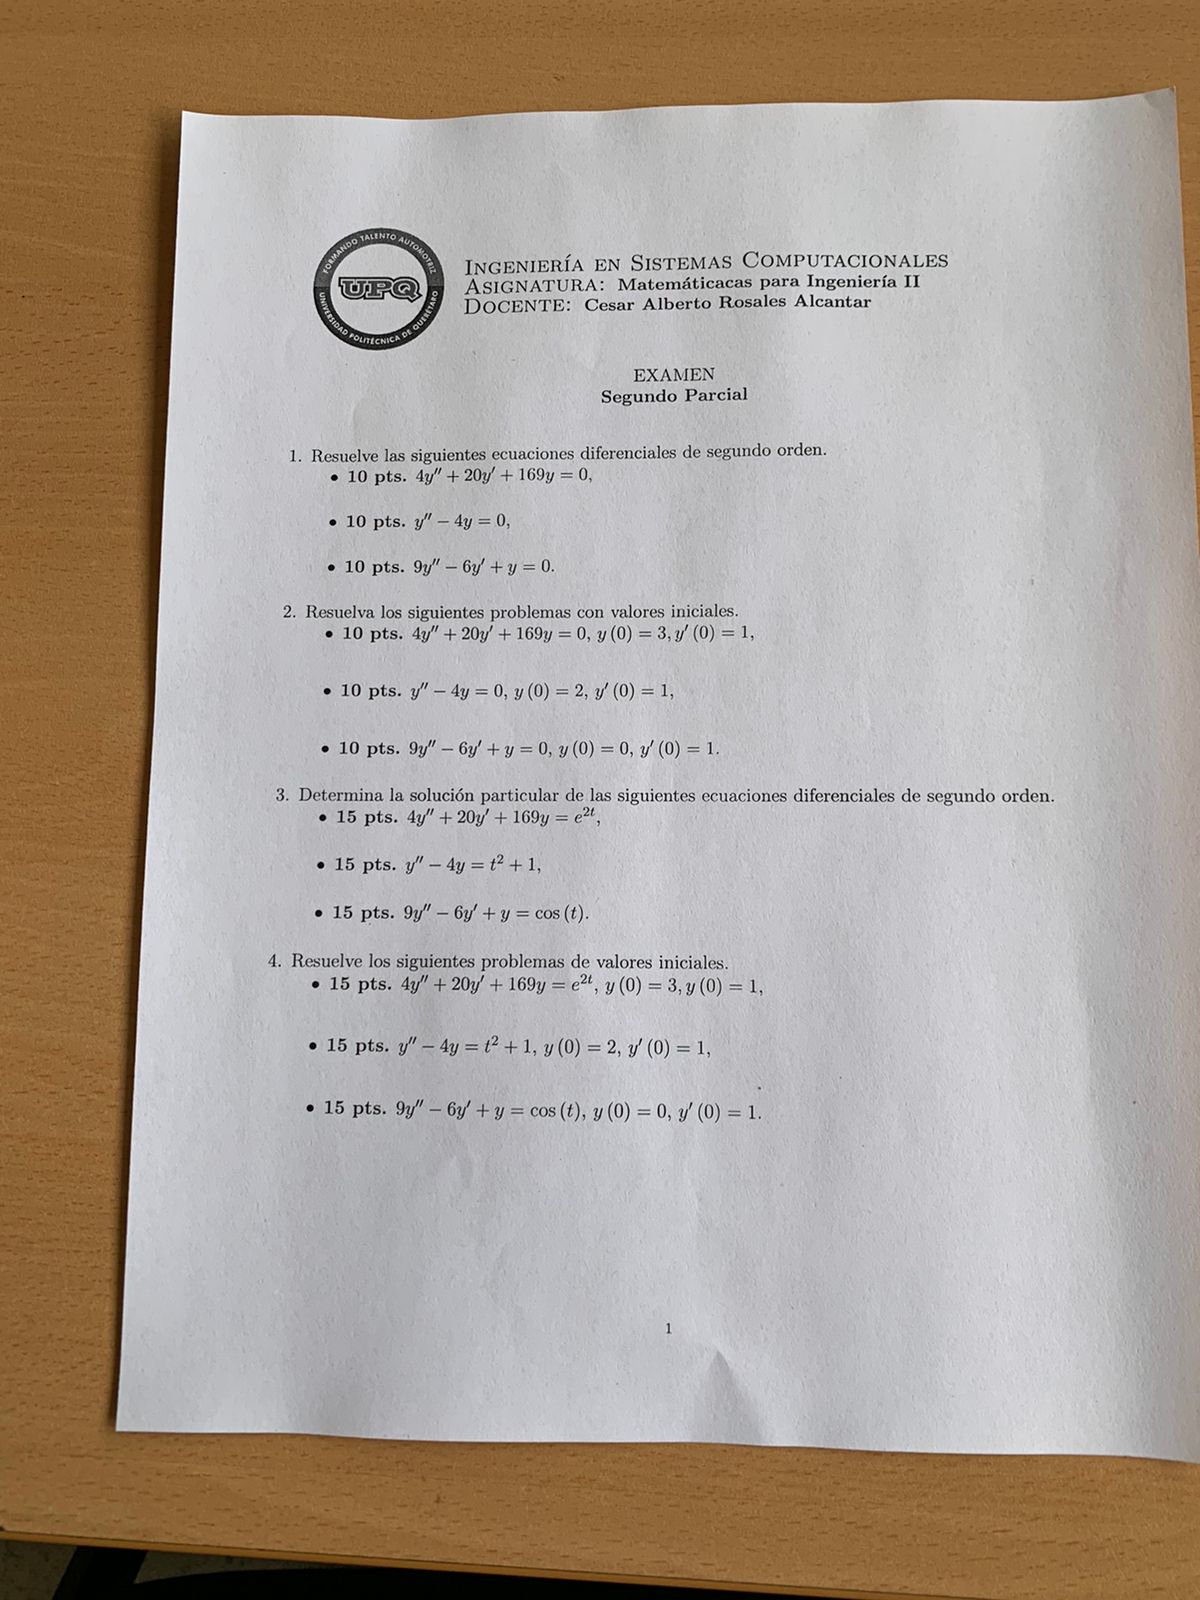 FORMANDO TALENTO AUTOMOTRIZ
UPQ
UNIVERSIDAD POLITÉCNICA DE QUERÉTARO
INGENIERÍA EN SISTEMAS COMPUTACIONALES
ASIGNATURA: Matemáticacas para Ingeniería II
DOCENTE: Cesar Alberto Rosales Alcantar
EXAMEN
Segundo Parcial
1. Resuelve las siguientes ecuaciones diferenciales de segundo orden.
• 10 pts. 4y″ + 20y′ + 169y = 0,
• 10 pts. y″ − 4y = 0,
• 10 pts. 9y″ − 6y′ + y = 0.
2. Resuelva los siguientes problemas con valores iniciales.
• 10 pts. 4y″ + 20y′ + 169y = 0, y (0) = 3, y′ (0) = 1,
• 10 pts. y″ − 4y = 0, y (0) = 2, y′ (0) = 1,
• 10 pts. 9y″ − 6y′ + y = 0, y (0) = 0, y′ (0) = 1.
3. Determina la solución particular de las siguientes ecuaciones diferenciales de segundo orden.
• 15 pts. 4y″ + 20y′ + 169y = e²ᵗ,
• 15 pts. y″ − 4y = t² + 1,
• 15 pts. 9y″ − 6y′ + y = cos (t).
4. Resuelve los siguientes problemas de valores iniciales.
• 15 pts. 4y″ + 20y′ + 169y = e²ᵗ, y (0) = 3, y (0) = 1,
• 15 pts. y″ − 4y = t² + 1, y (0) = 2, y′ (0) = 1,
• 15 pts. 9y″ − 6y′ + y = cos (t), y (0) = 0, y′ (0) = 1.
1